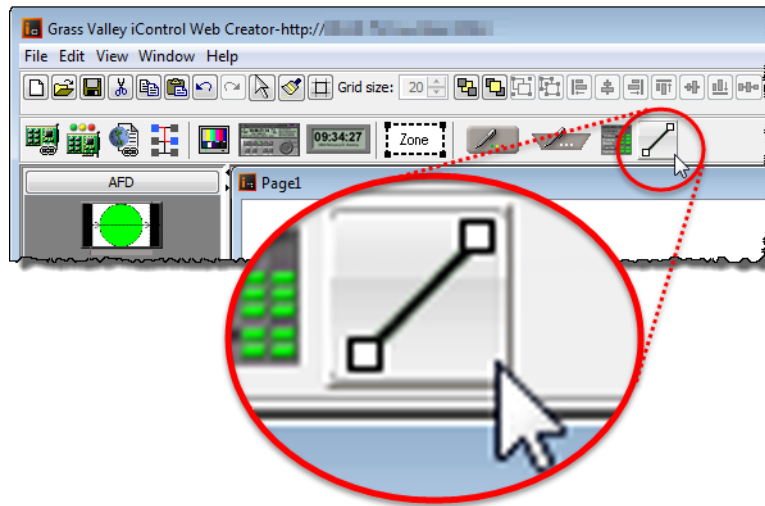 Grass Valley iControl Web Creator-http://
File Edit View Window Help
Grid size: 20
09:34:27
Zone
AFD
Page1